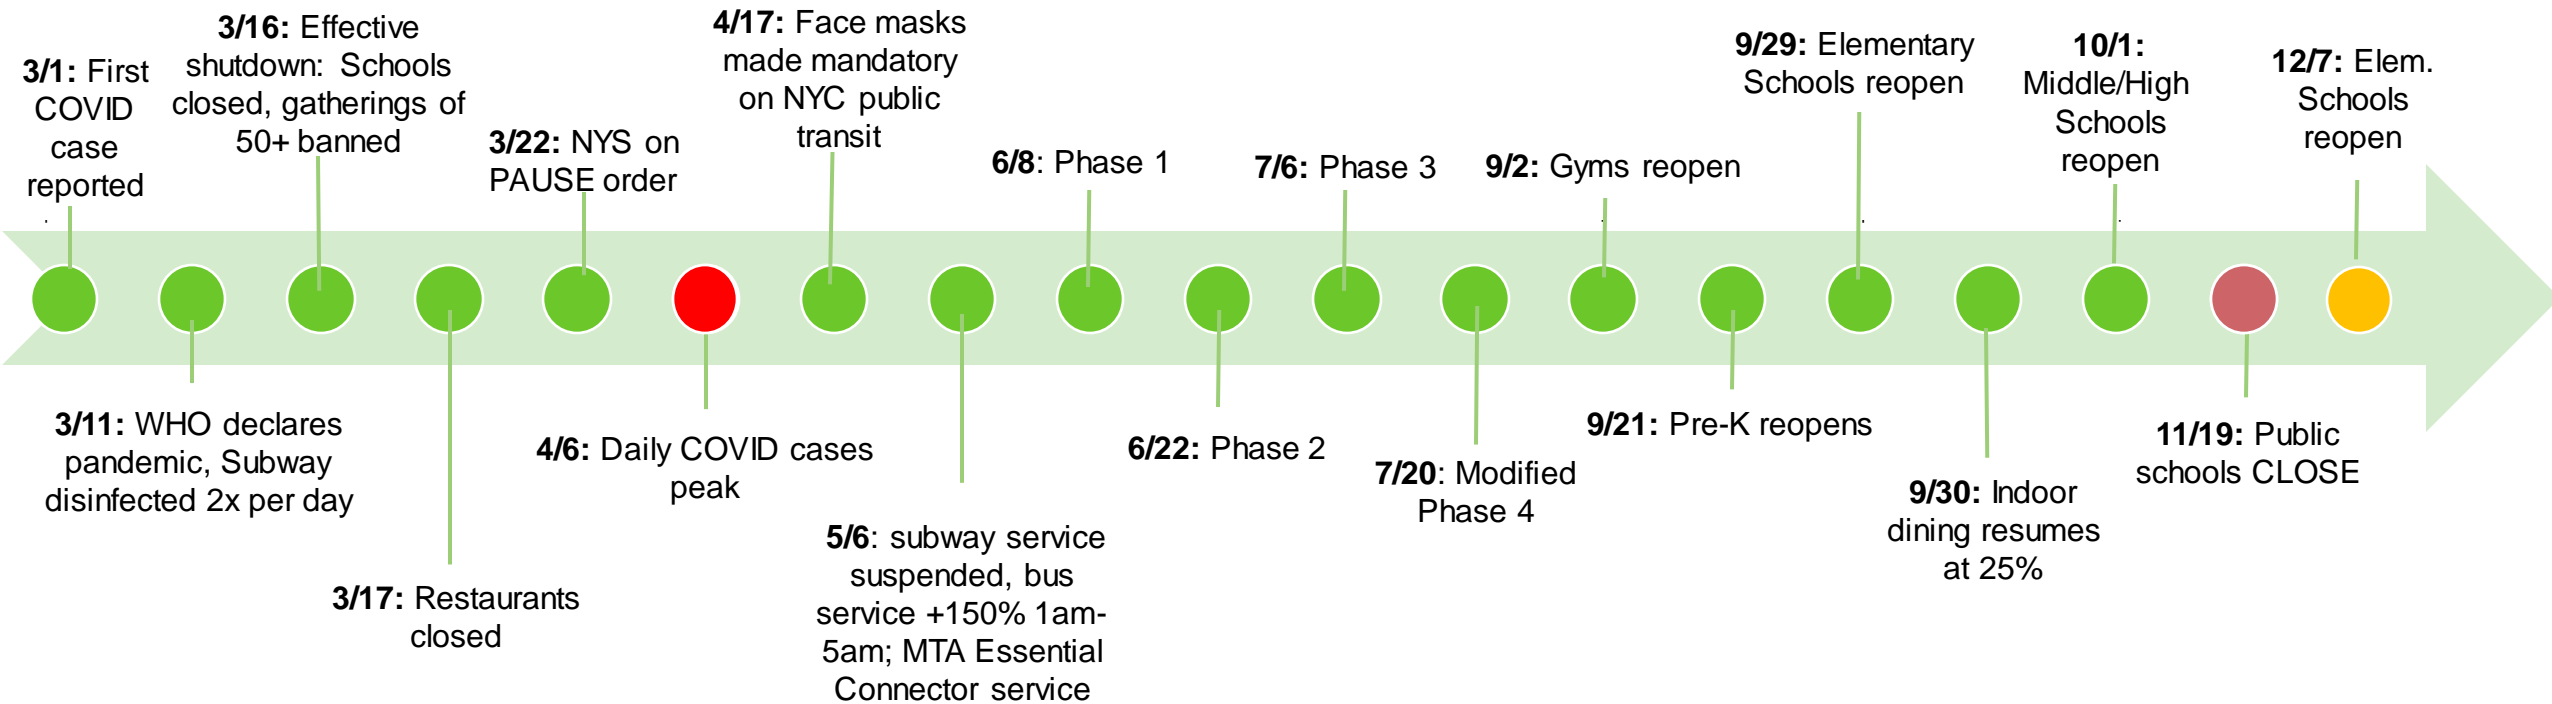 3/1: First
COVID
case
reported
3/11: WHO declares
pandemic, Subway
disinfected 2x per day
3/16: Effective
shutdown: Schools
closed, gatherings of
50+ banned
3/17: Restaurants
closed
3/22: NYS on
PAUSE order
4/6: Daily COVID cases
peak
4/17: Face masks
made mandatory
on NYC public
transit
5/6: subway service
suspended, bus
service +150% 1am-
5am; MTA Essential
Connector service
6/8: Phase 1
6/22: Phase 2
7/6: Phase 3
7/20: Modified
Phase 4
9/2: Gyms reopen
9/21: Pre-K reopens
9/29: Elementary
Schools reopen
9/30: Indoor
dining resumes
at 25%
10/1:
Middle/High
Schools
reopen
11/19: Public
schools CLOSE
12/7: Elem.
Schools
reopen